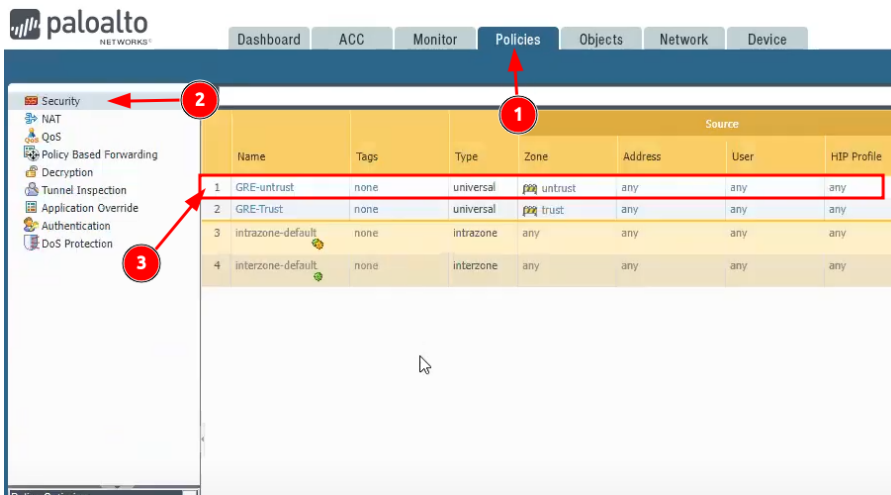 paloalto
NETWORKS
Dashboard ACC Monitor Policies Objects Network Device
1
Security 2
NAT
QoS
Policy Based Forwarding
Decryption
Tunnel Inspection
Application Override
Authentication
DoS Protection
3
Source
Name Tags Type Zone Address User HIP Profile
1 GRE-untrust none universal untrust any any any
2 GRE-Trust none universal trust any any any
3 intrazone-default none intrazone any any any any
4 interzone-default none interzone any any any any